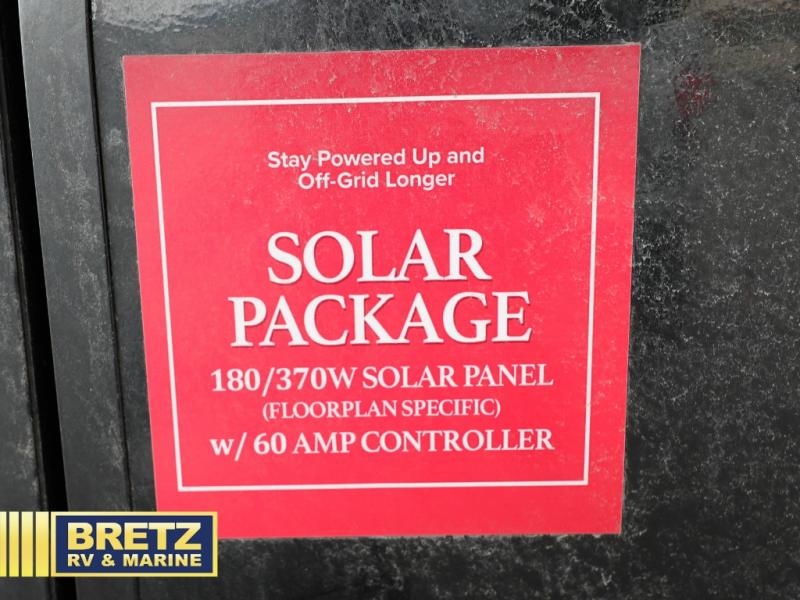 Stay Powered Up and
Off-Grid Longer
SOLAR
PACKAGE
180/370W SOLAR PANEL
(FLOORPLAN SPECIFIC)
w/ 60 AMP CONTROLLER
BRETZ
RV & MARINE